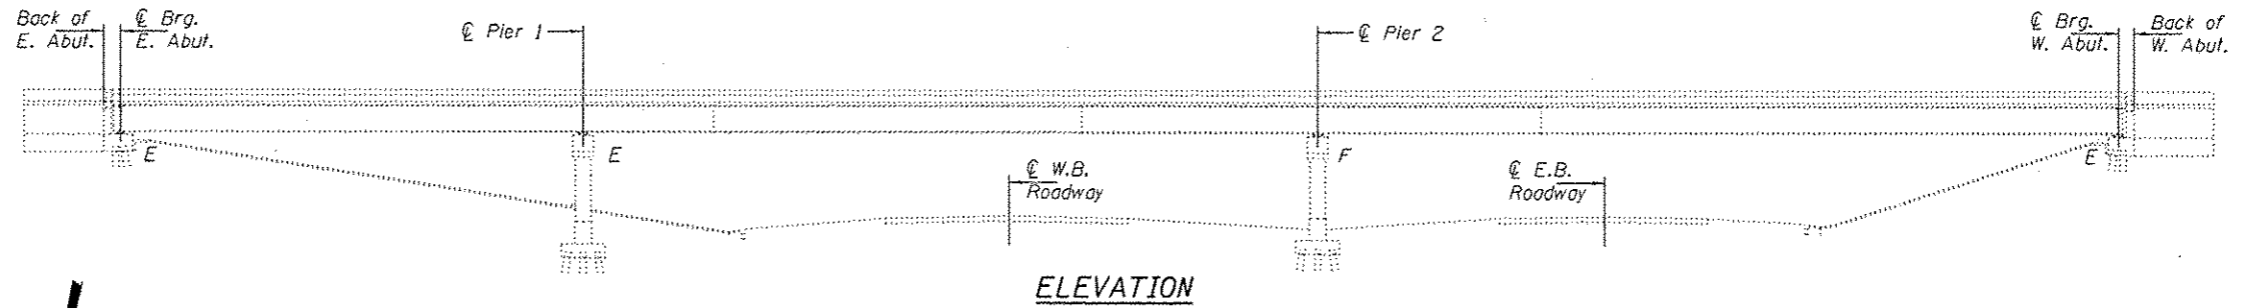 Back of
E. Abut.
℄ Brg.
E. Abut.
℄ Pier 1
℄ Pier 2
℄ Brg.
W. Abut.
Back of
W. Abut.
E
E
F
E
℄ W.B.
Roadway
℄ E.B.
Roadway
ELEVATION